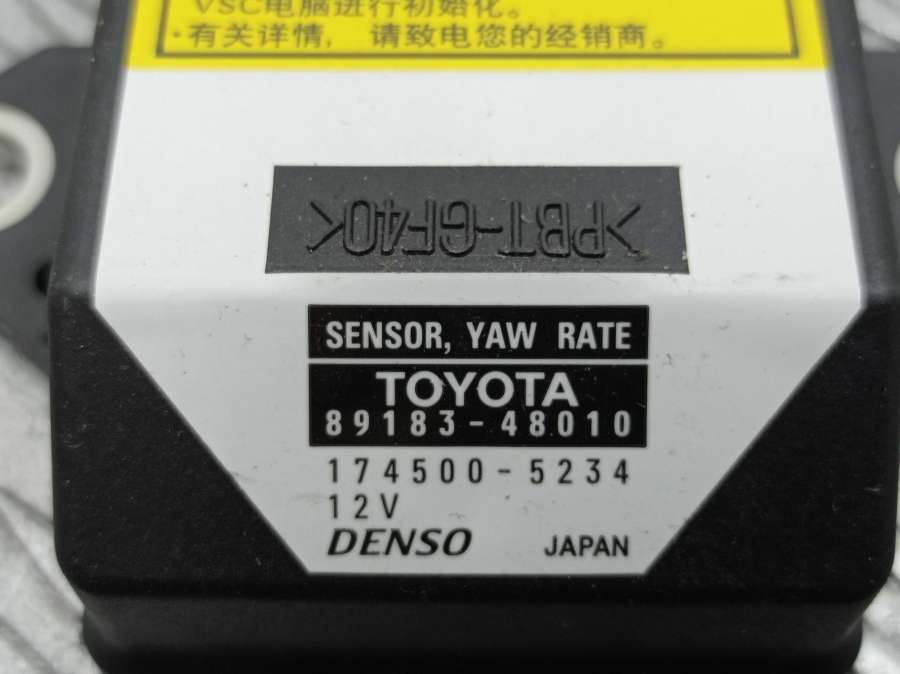 VSC电脑进行初始化。
·有关详情, 请致电您的经销商。
>PBT-GF40<
SENSOR, YAW RATE
TOYOTA
89183-48010
174500-5234
12V
DENSO JAPAN